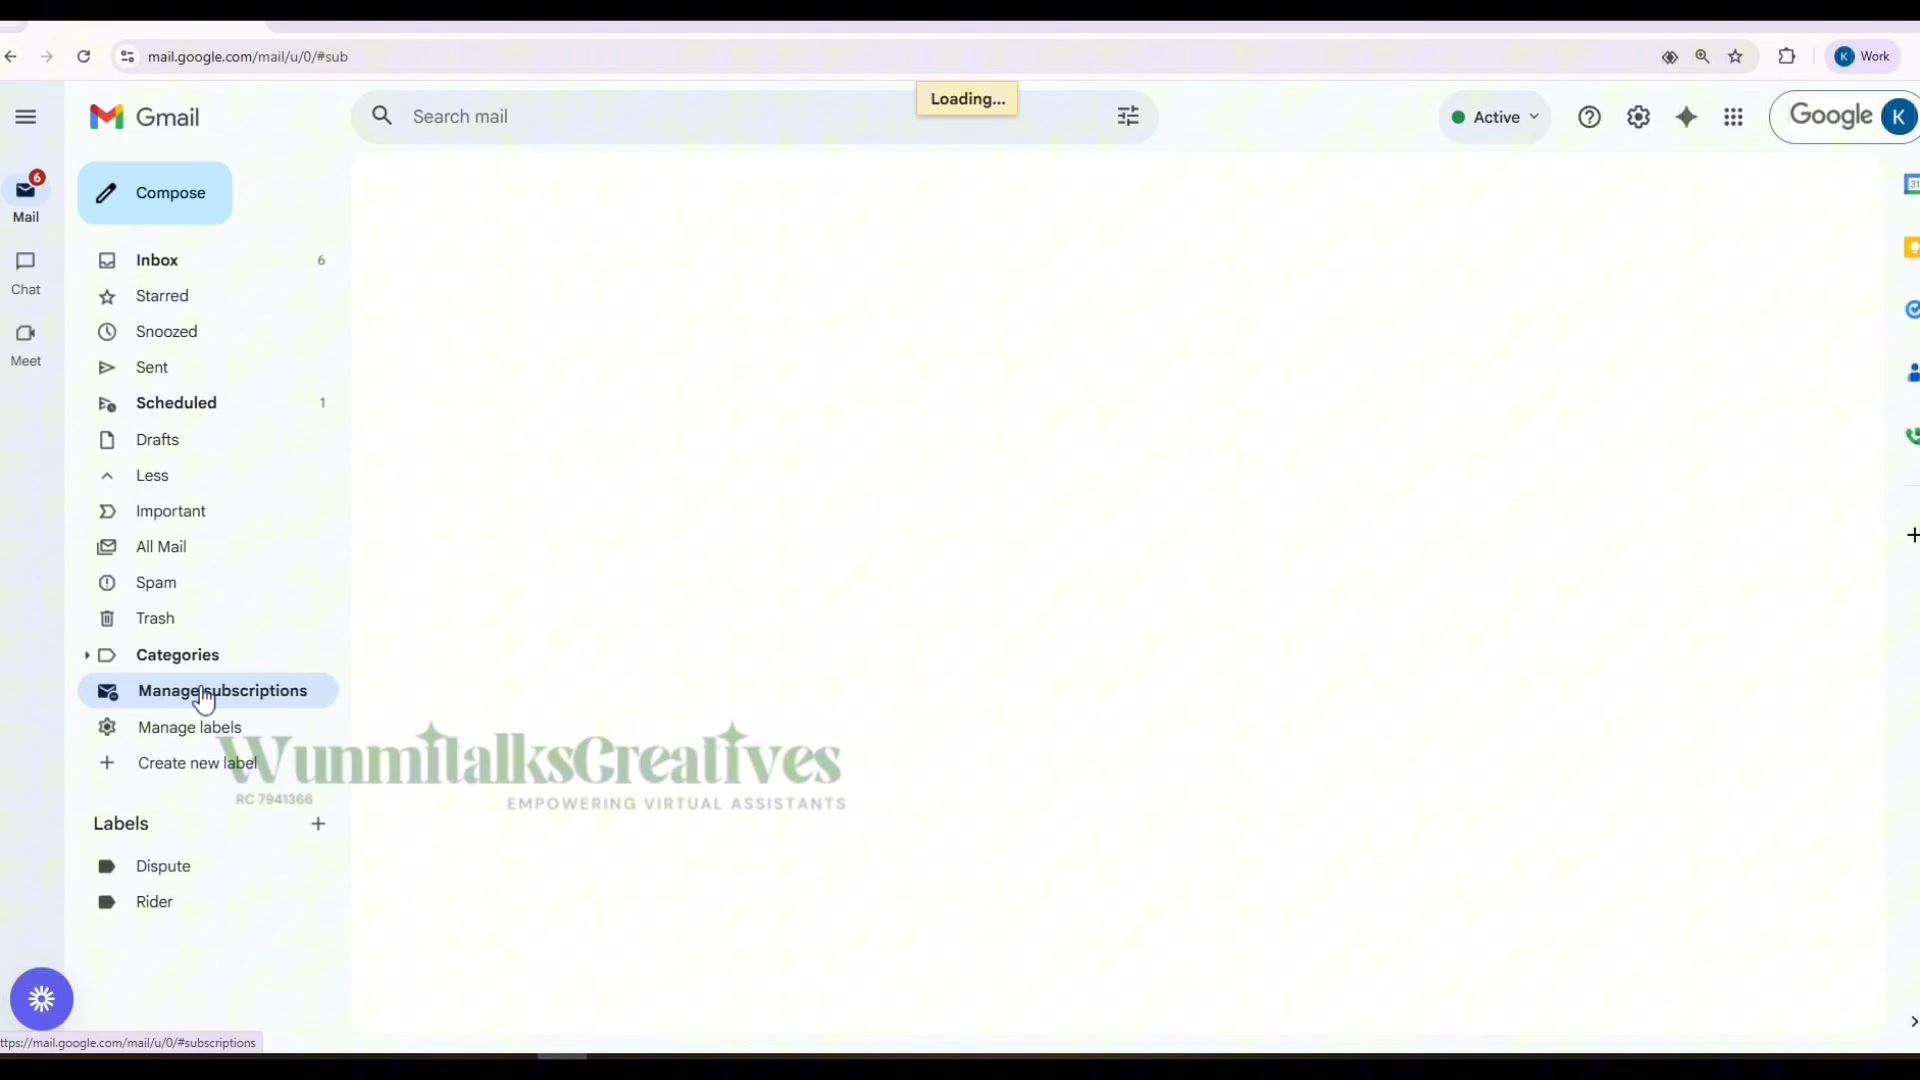 mail.google.com/mail/u/0/#sub
K
Work
Gmail
Search mail
Loading...
Active
Google
K
6
Mail
Compose
31
Inbox
6
Chat
Starred
Snoozed
Meet
Sent
Scheduled
1
Drafts
Less
Important
All Mail
Spam
Trash
Categories
Manage subscriptions
Manage labels
Create new label
WunmitalksCreatives
RC 7941366
EMPOWERING VIRTUAL ASSISTANTS
Labels
Dispute
Rider
ttps://mail.google.com/mail/u/0/#subscriptions